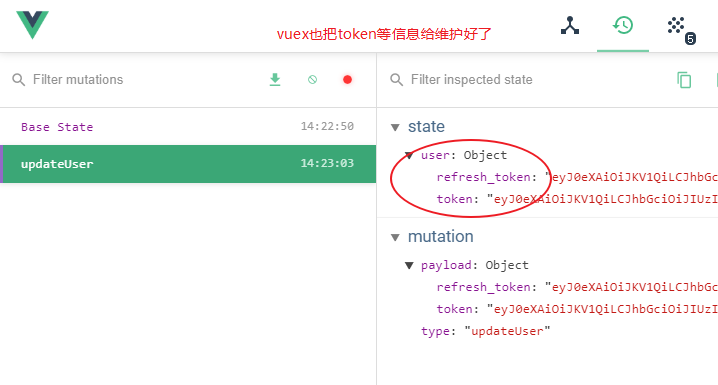 vuex也把token等信息给维护好了
5
Filter mutations
Filter inspected state
Base State 14:22:50
updateUser 14:23:03
state
user: Object
refresh_token: "eyJ0eXAiOiJKV1QiLCJhbG
token: "eyJ0eXAiOiJKV1QiLCJhbGciOiJIUzI
mutation
payload: Object
refresh_token: "eyJ0eXAiOiJKV1QiLCJhbG
token: "eyJ0eXAiOiJKV1QiLCJhbGciOiJIUzI
type: "updateUser"